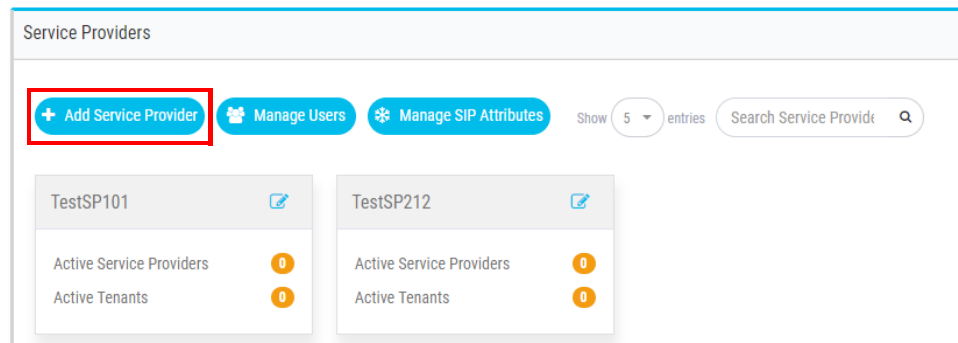 Service Providers
Add Service Provider Manage Users Manage SIP Attributes Show 5 entries Search Service Provide
TestSP101 TestSP212
Active Service Providers 0 Active Service Providers 0
Active Tenants 0 Active Tenants 0